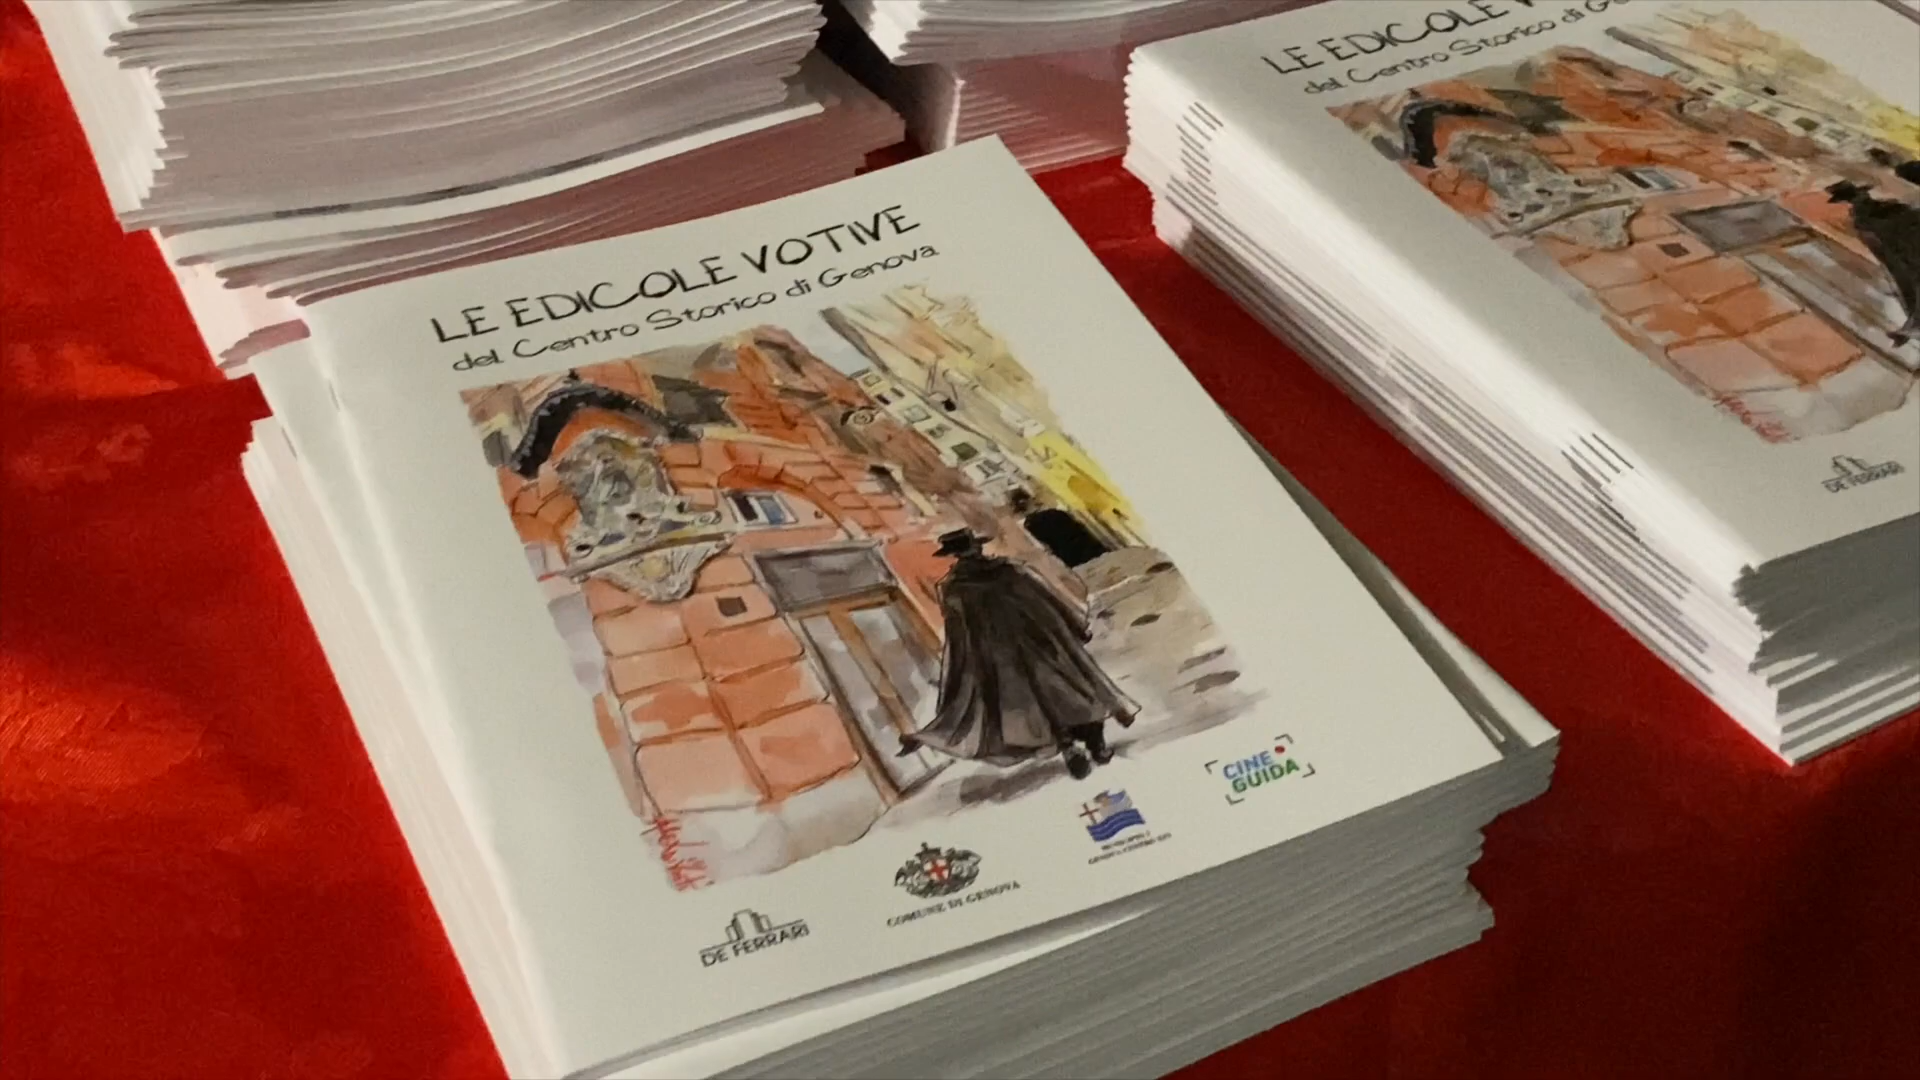 LE EDICOLE VOTIVE
del Centro Storico di Genova
DE FERRARI
COMUNE DI GENOVA
CINE
GUIDA
LE EDICOLE V
del Centro Storico di Ge
DE FERRARI